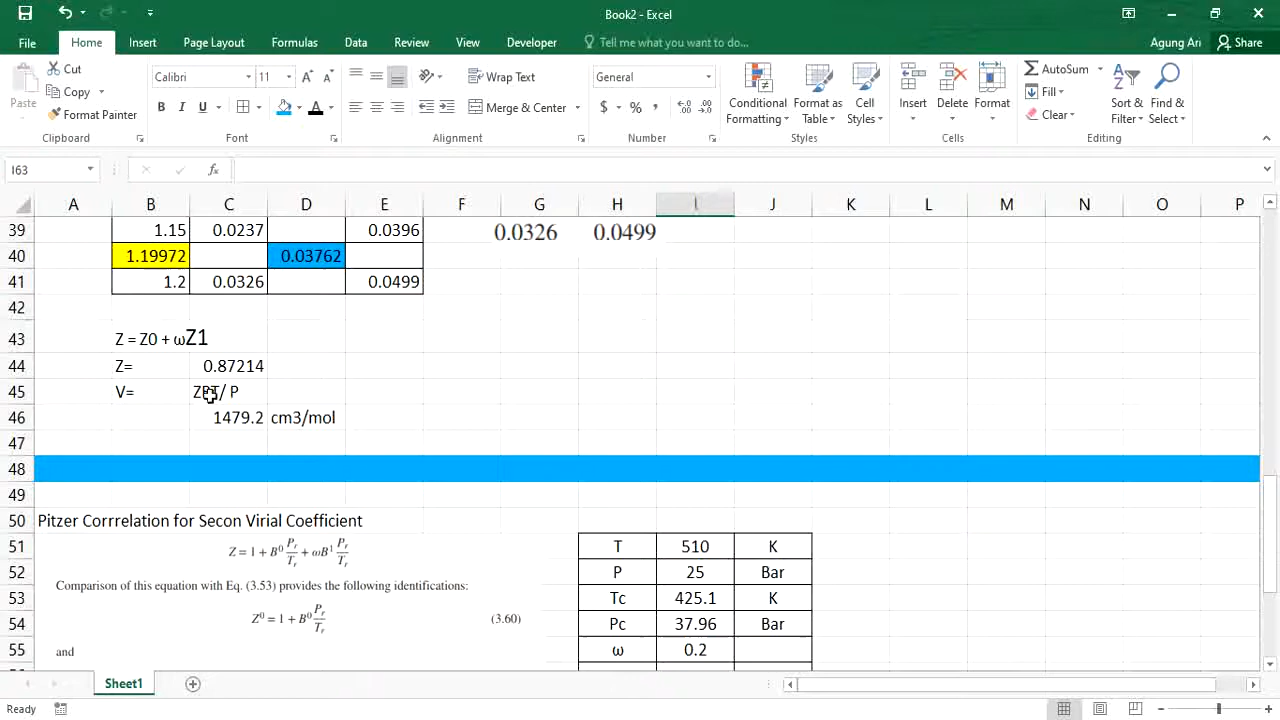 Book2 - Excel
File Home Insert Page Layout Formulas Data Review View Developer Tell me what you want to do... Agung Ari Share
Paste Cut Copy Format Painter Clipboard
Calibri 11 B I U A Font
Wrap Text Merge & Center Alignment
General $ % , Number
Conditional Formatting Format as Table Cell Styles Styles
Insert Delete Format Cells
AutoSum Fill Clear Sort & Filter Find & Select Editing
I63 fx
A B C D E F G H I J K L M N O P
39 1.15 0.0237 0.0396 0.0326 0.0499
40 1.19972 0.03762
41 1.2 0.0326 0.0499
42
43 Z = Z0 + ωZ1
44 Z= 0.87214
45 V= ZRT/ P
46 1479.2 cm3/mol
47
48
49
50 Pitzer Corrrelation for Secon Virial Coefficient
51 T 510 K
Z = 1 + B⁰ Pr/Tr + ωB¹ Pr/Tr
52 P 25 Bar
Comparison of this equation with Eq. (3.53) provides the following identifications:
53 Tc 425.1 K
Z⁰ = 1 + B⁰ Pr/Tr (3.60)
54 Pc 37.96 Bar
55 and ω 0.2
Sheet1
Ready